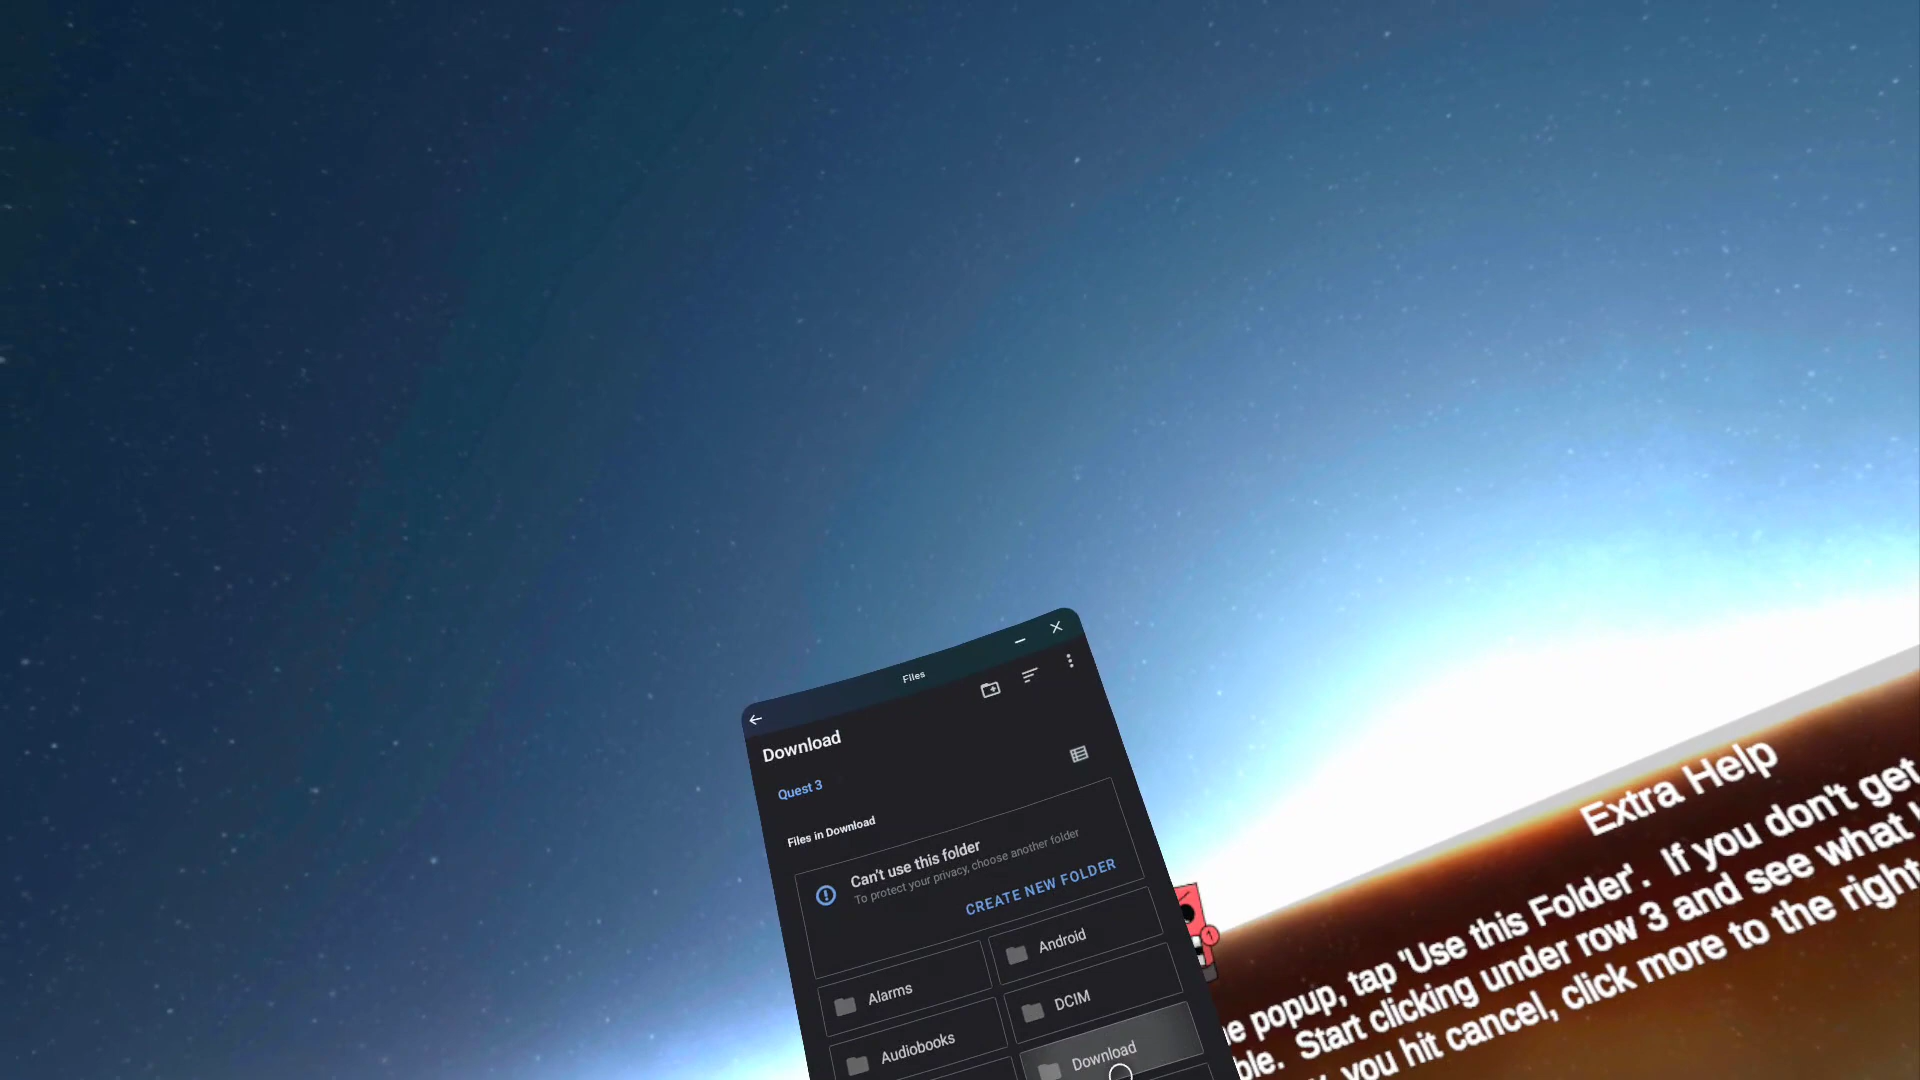 Files
Download
Quest 3
Files in Download
Can't use this folder
To protect your privacy, choose another folder
CREATE NEW FOLDER
Alarms
Android
Audiobooks
DCIM
Download
Extra Help
popup, tap 'Use this Folder'. If you don't get
Start clicking under row 3 and see what
you hit cancel, click more to the right